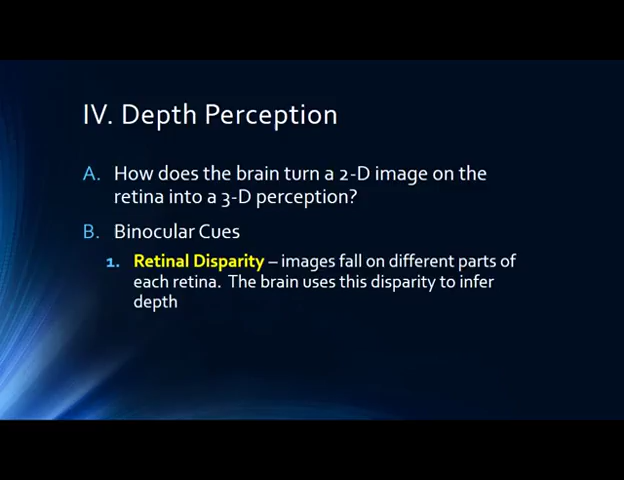 IV. Depth Perception
A. How does the brain turn a 2-D image on the
retina into a 3-D perception?
B. Binocular Cues
1. Retinal Disparity – images fall on different parts of
each retina. The brain uses this disparity to infer
depth